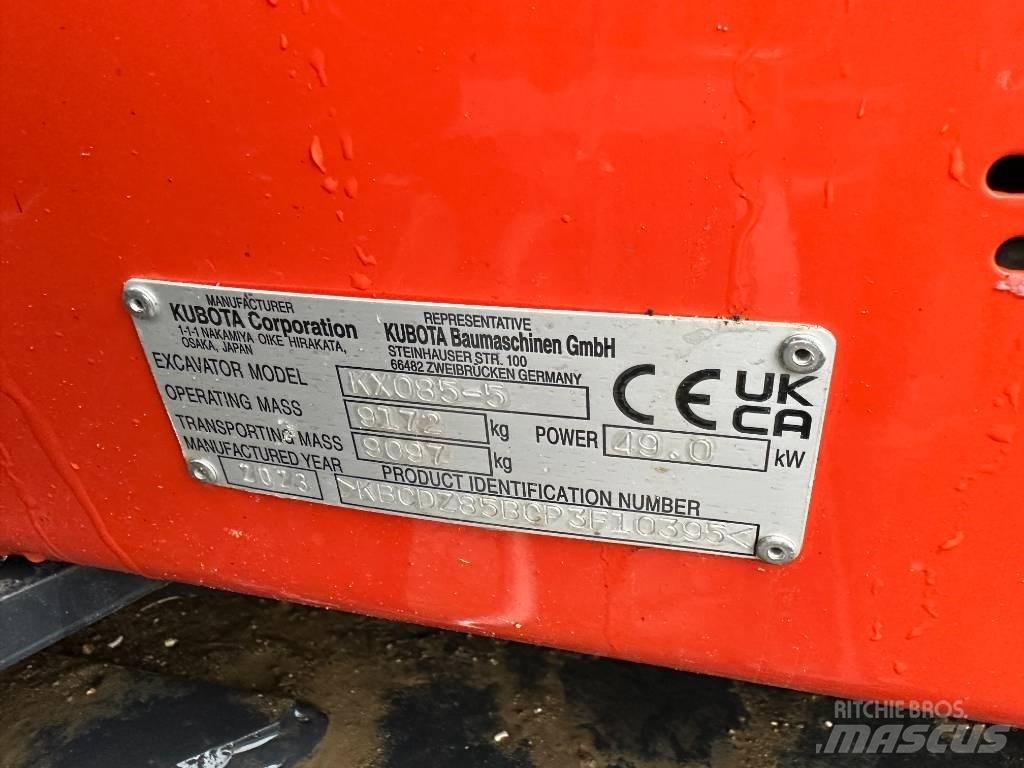 MANUFACTURER
KUBOTA Corporation
1-1-1 NAKAMIYA OIKE HIRAKATA,
OSAKA, JAPAN
REPRESENTATIVE
KUBOTA Baumaschinen GmbH
STEINHAUSER STR. 100
66482 ZWEIBRÜCKEN GERMANY
EXCAVATOR MODEL KX085-5
OPERATING MASS 9172 kg
POWER 49.0 kW
TRANSPORTING MASS 9097 kg
MANUFACTURED YEAR 2023
PRODUCT IDENTIFICATION NUMBER
>KBCDZ85BCP3F10395<
CE
UK
CA
RITCHIE BROS.
MASCUS